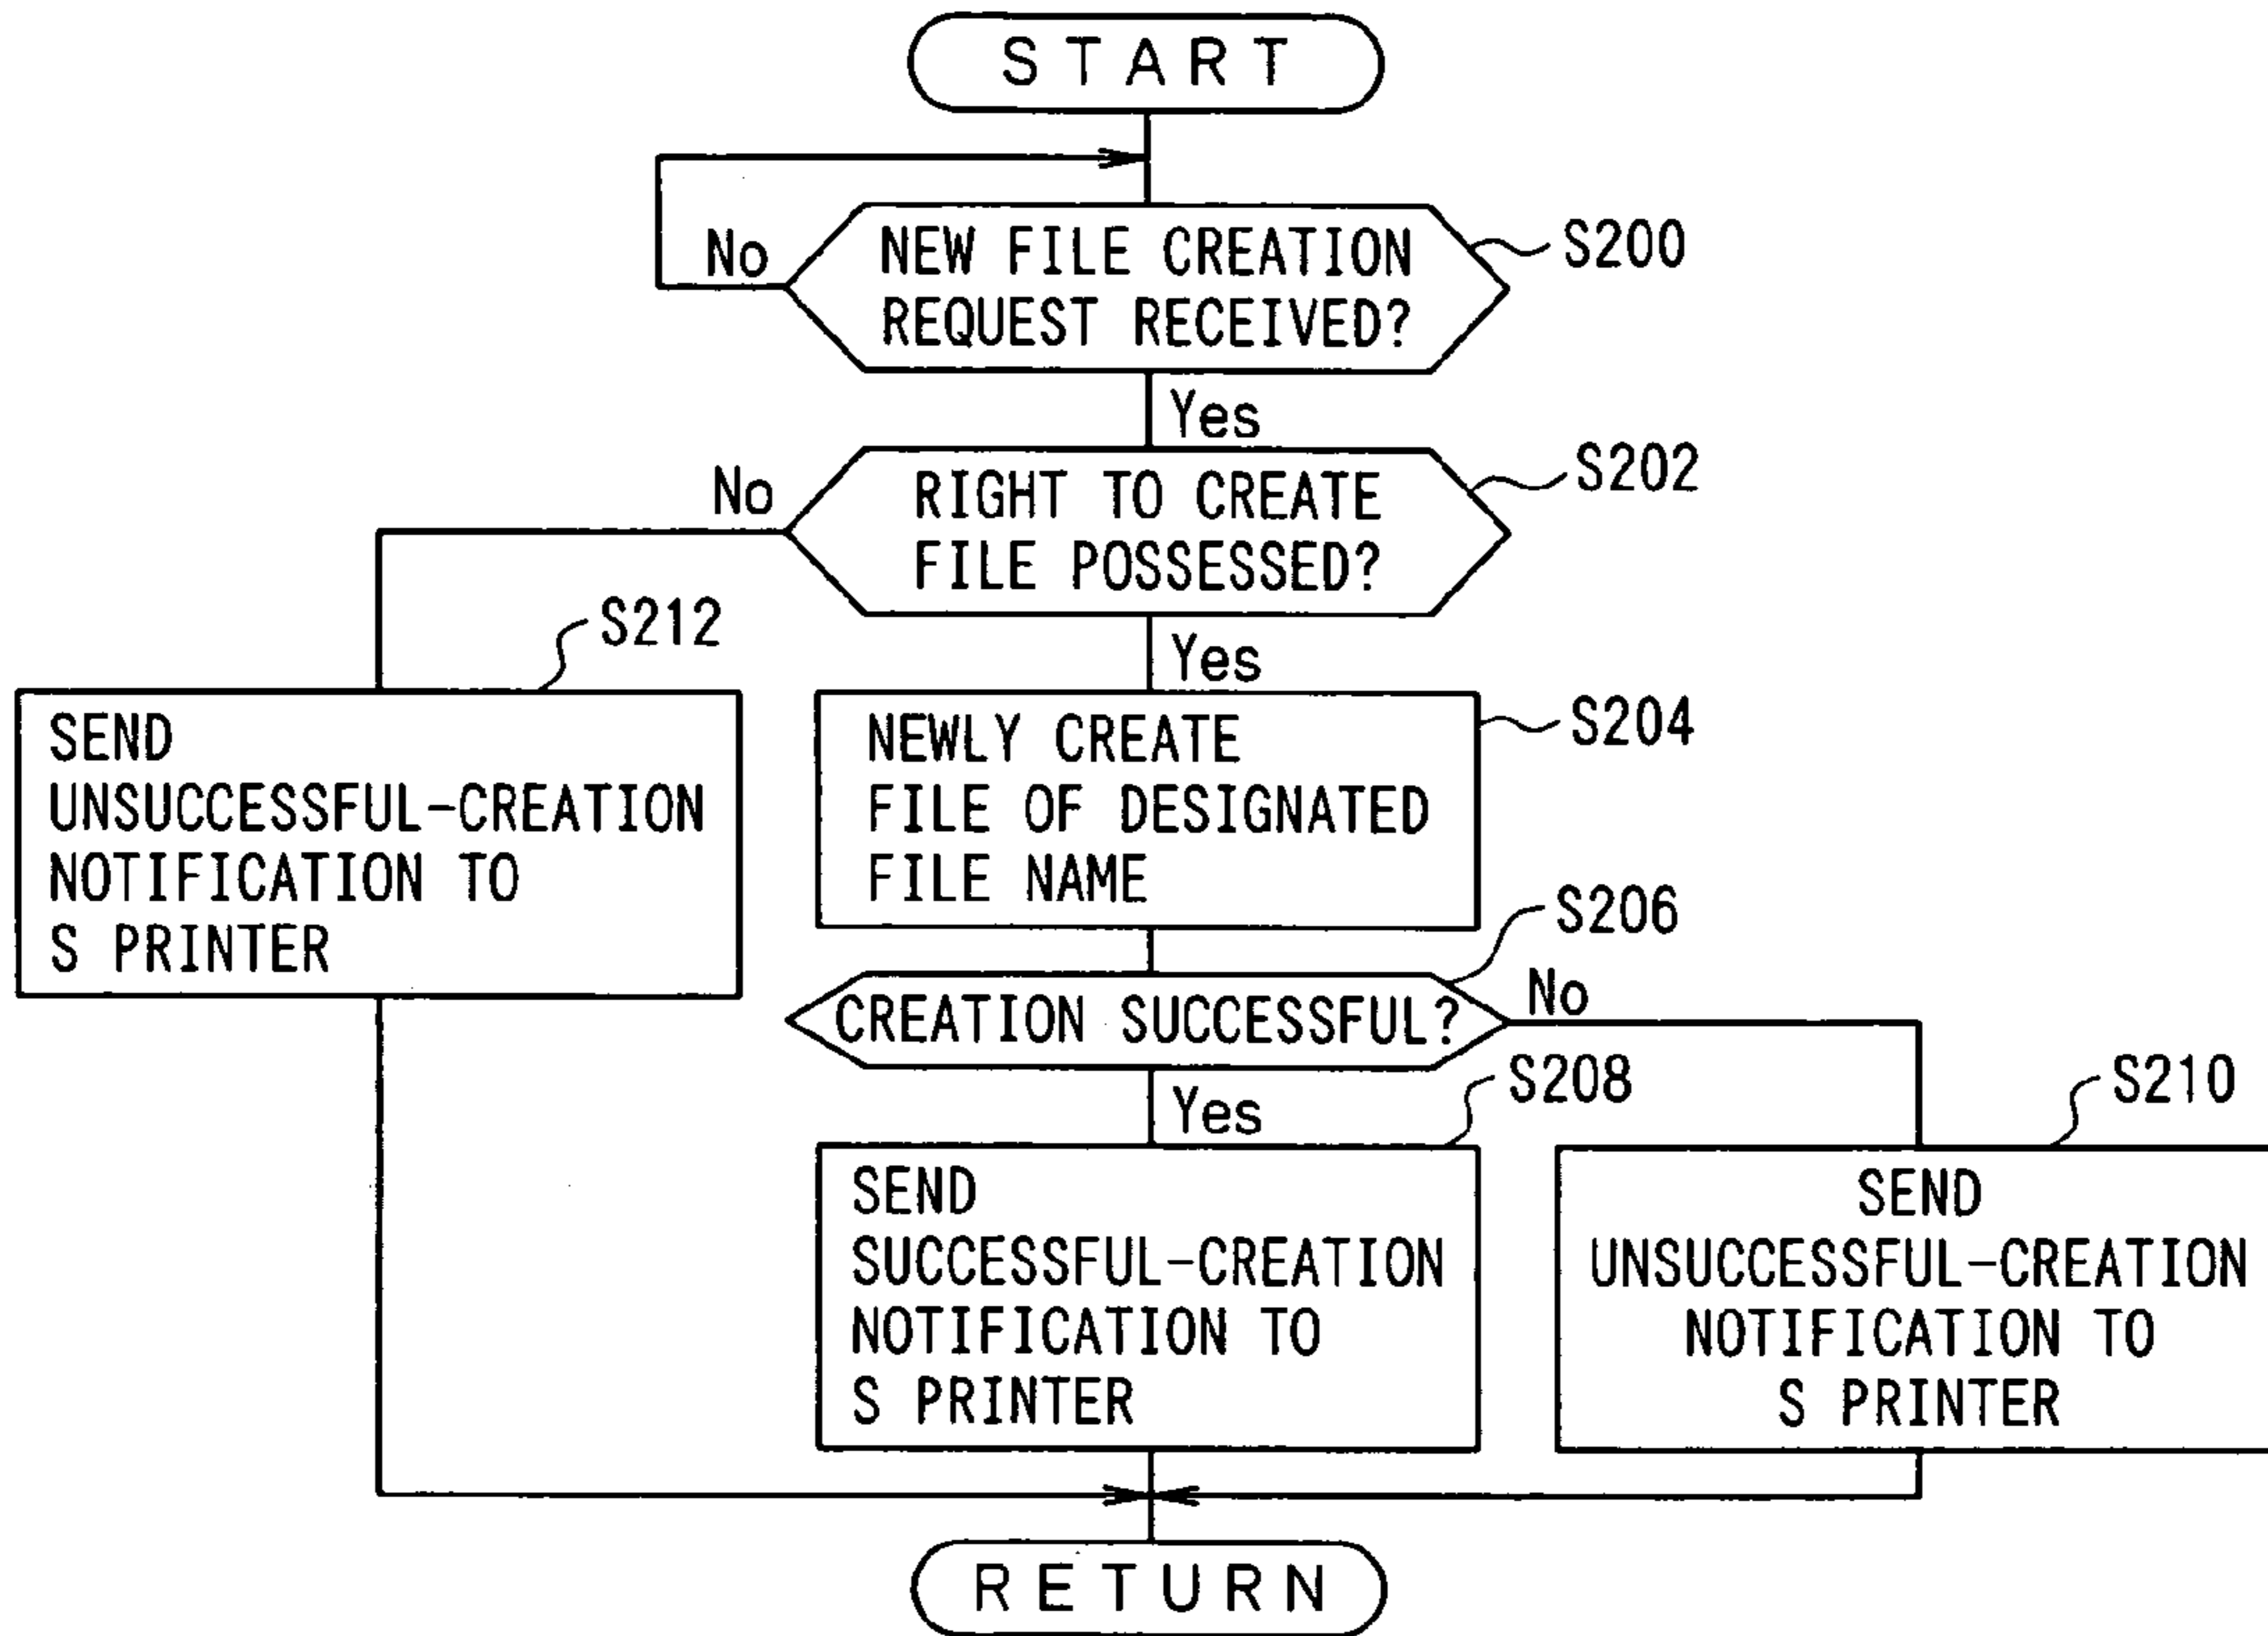 START
No
NEW FILE CREATION
REQUEST RECEIVED?
S200
Yes
No
RIGHT TO CREATE
FILE POSSESSED?
S202
Yes
S212
SEND
UNSUCCESSFUL-CREATION
NOTIFICATION TO
S PRINTER
NEWLY CREATE
FILE OF DESIGNATED
FILE NAME
S204
S206
CREATION SUCCESSFUL?
No
Yes
S208
SEND
SUCCESSFUL-CREATION
NOTIFICATION TO
S PRINTER
S210
SEND
UNSUCCESSFUL-CREATION
NOTIFICATION TO
S PRINTER
RETURN